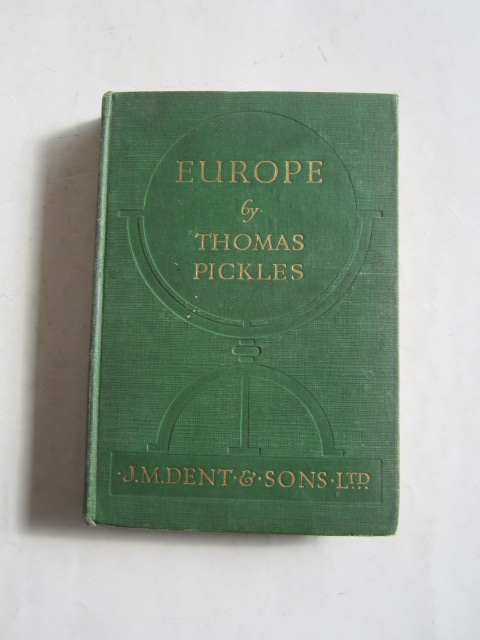 EUROPE
by
THOMAS
PICKLES
·J.M.DENT·&·SONS·LTD